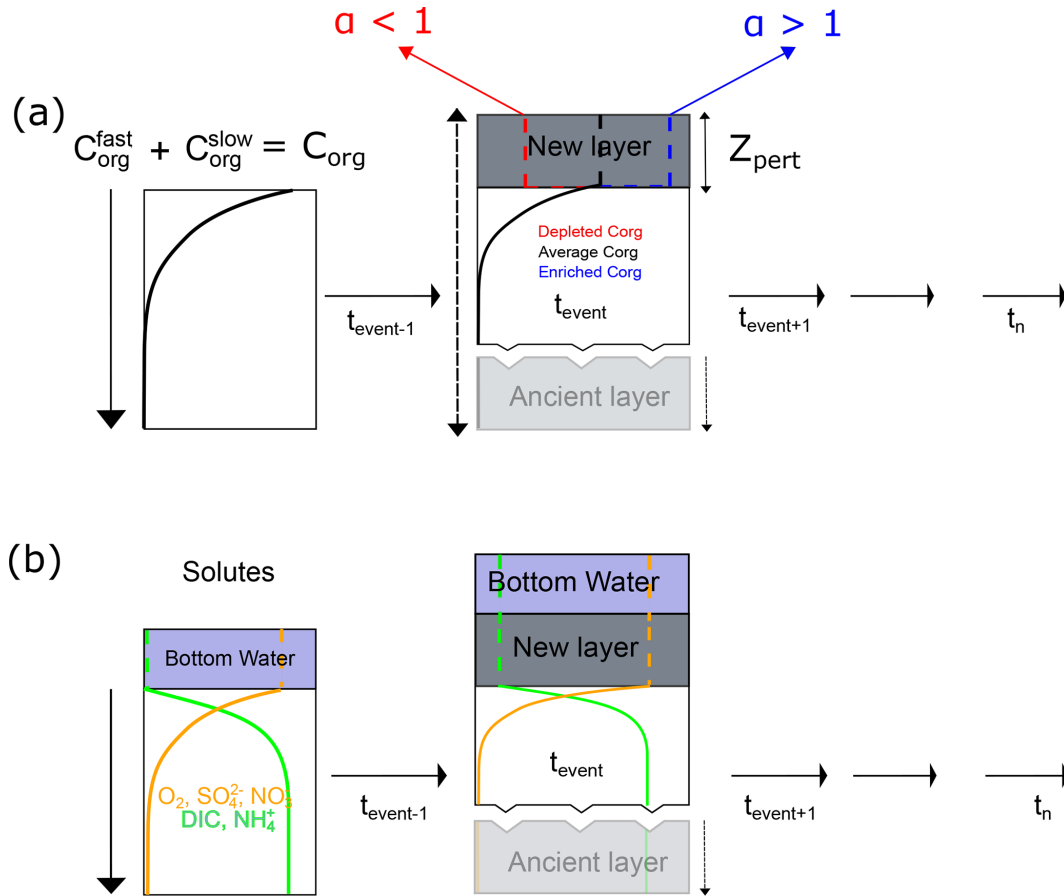 α < 1
α > 1
(a)
C_org^fast + C_org^slow = C_org
New layer
Z_pert
Depleted Corg
Average Corg
Enriched Corg
t_event-1
t_event
t_event+1
t_n
Ancient layer
(b)
Solutes
Bottom Water
Bottom Water
New layer
O₂, SO₄²⁻, NO₃⁻
DIC, NH₄⁺
t_event-1
t_event
t_event+1
t_n
Ancient layer